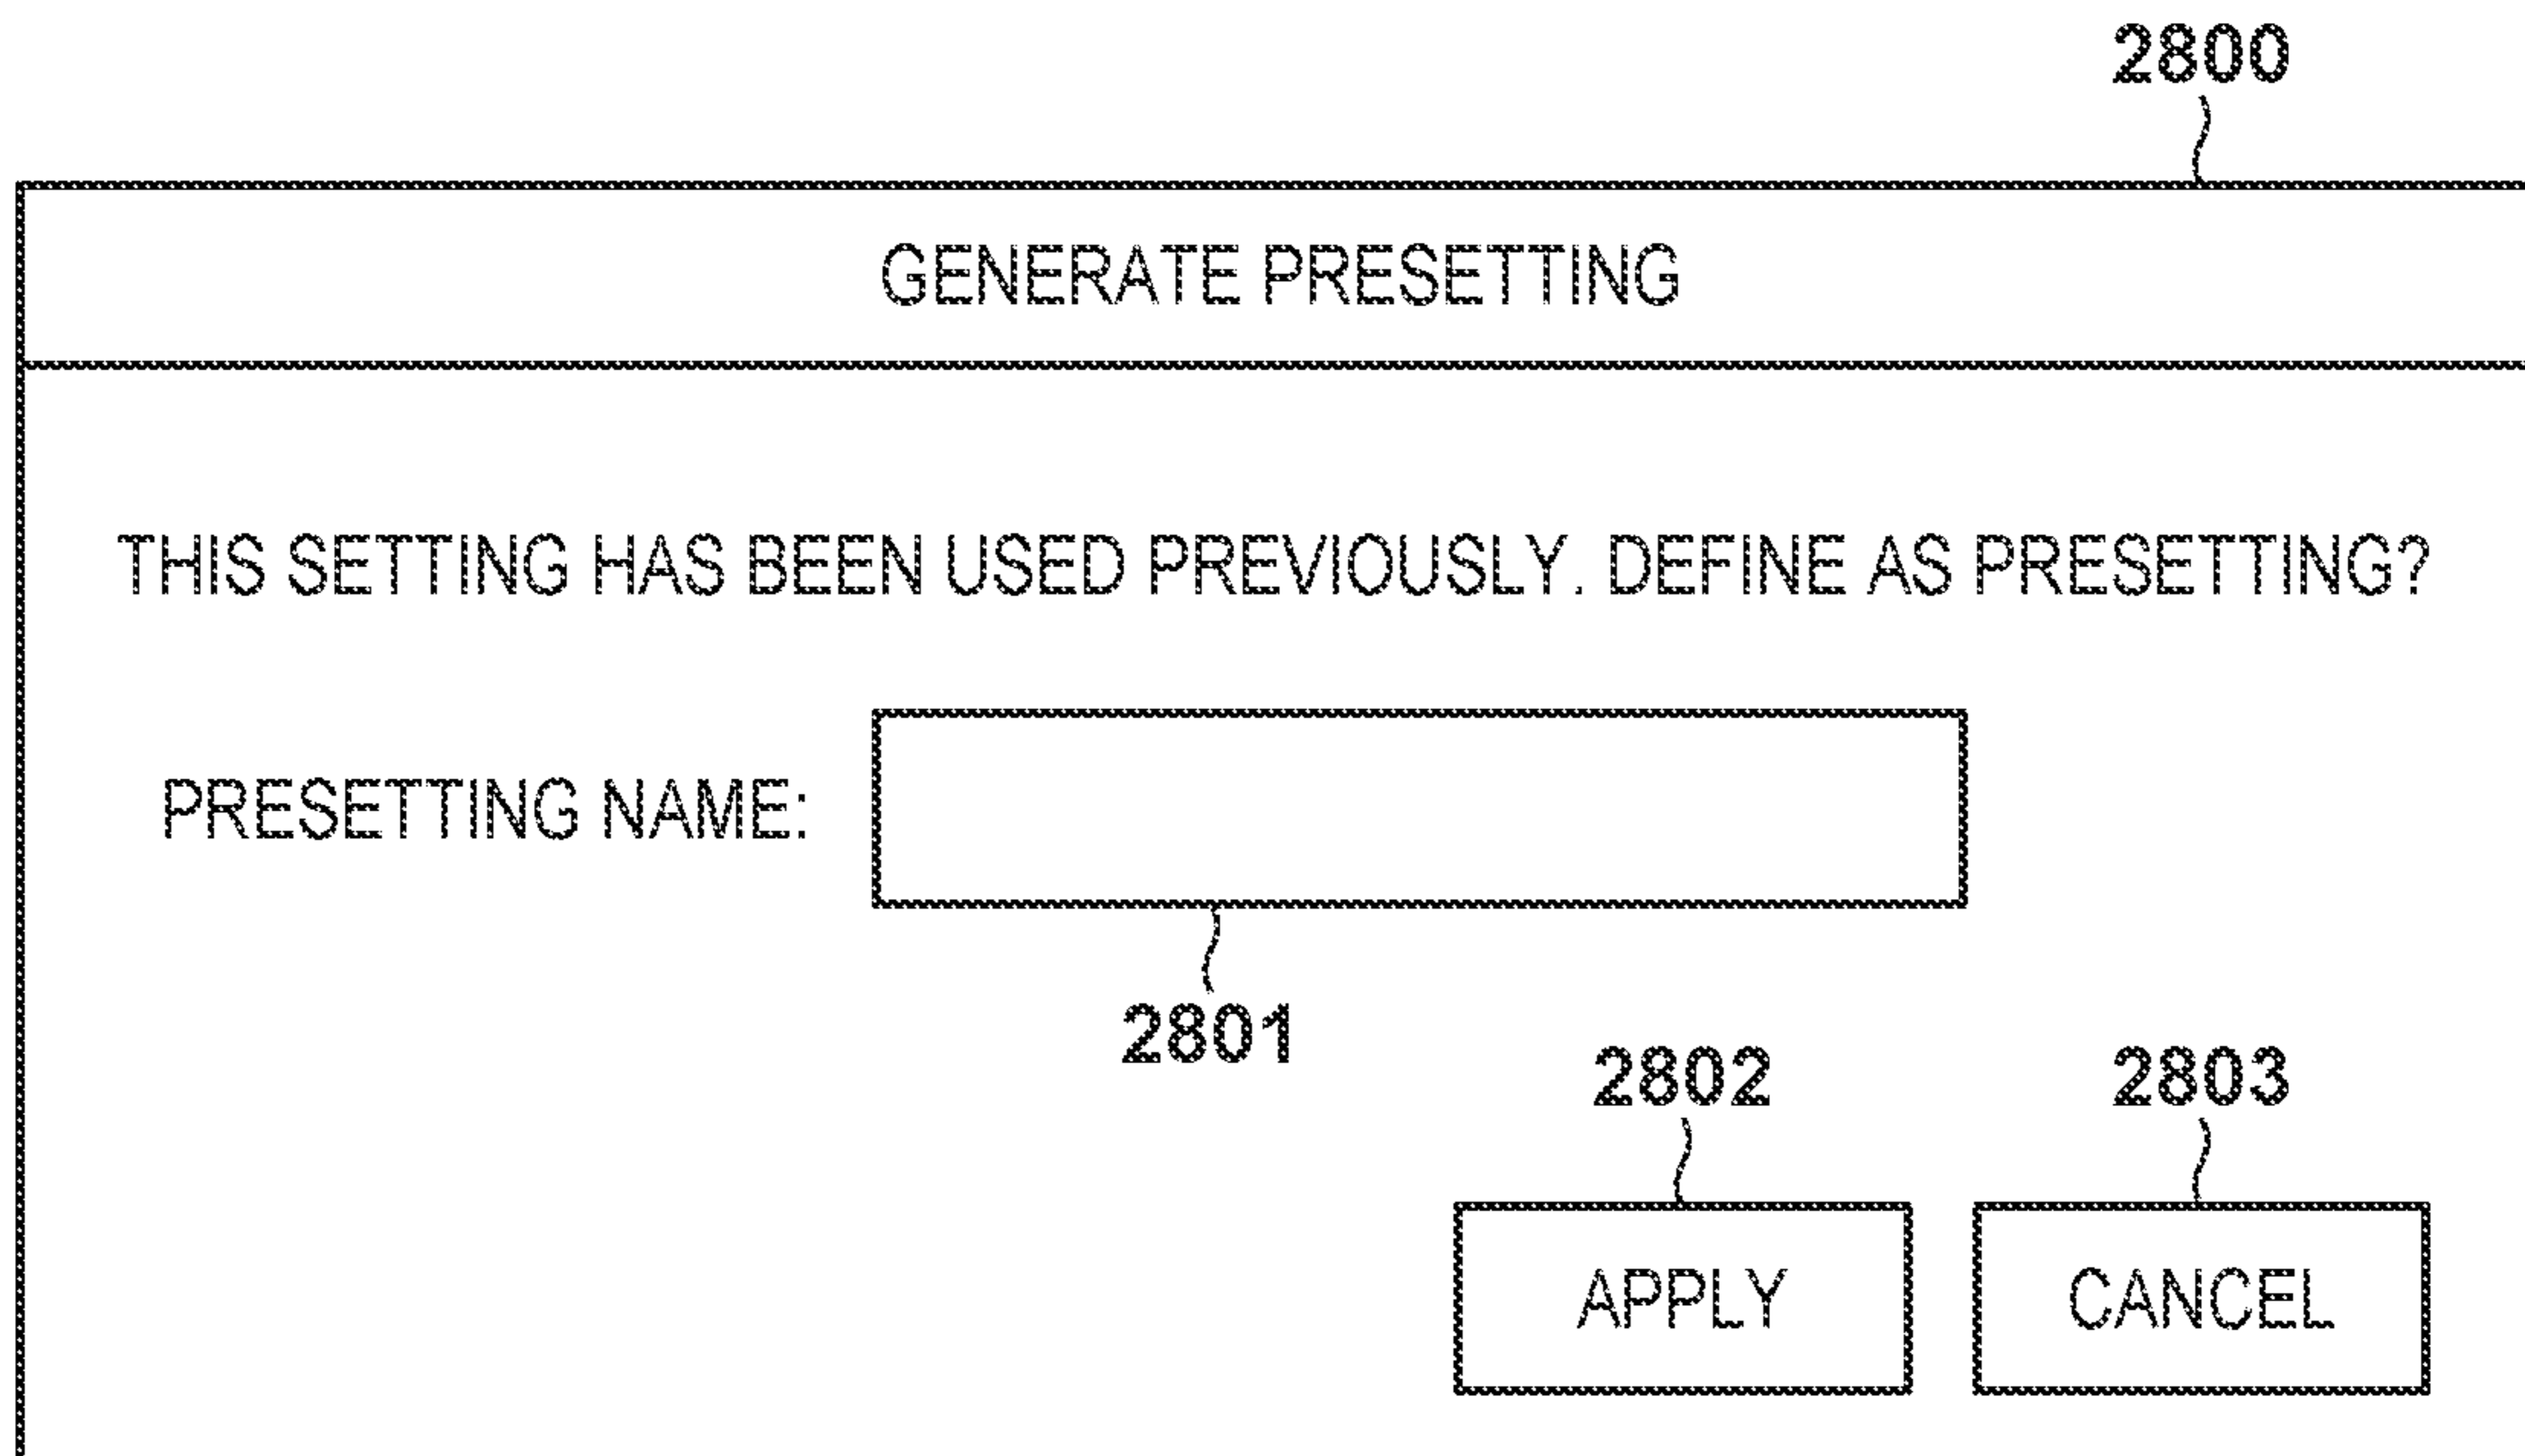 2800
GENERATE PRESETTING
THIS SETTING HAS BEEN USED PREVIOUSLY. DEFINE AS PRESETTING?
PRESETTING NAME:
2801
2802 2803
APPLY CANCEL